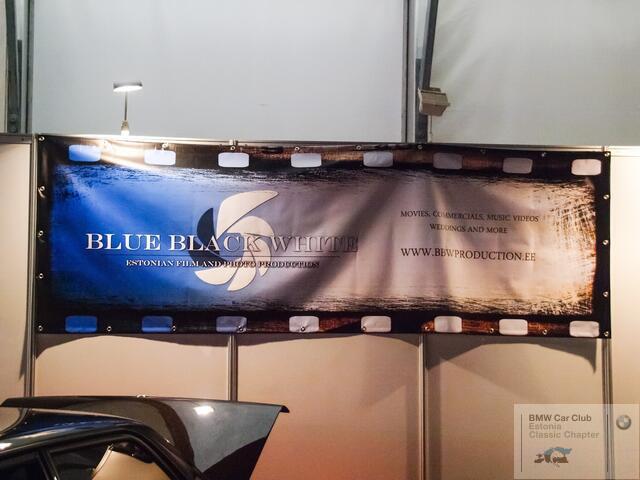 BLUE BLACK WHITE
ESTONIAN FILM AND PHOTO PRODUCTION
MOVIES, COMMERCIALS, MUSIC VIDEOS
WEDDINGS AND MORE
WWW.BBWPRODUCTION.EE
BMW Car Club
Estonia
Classic Chapter